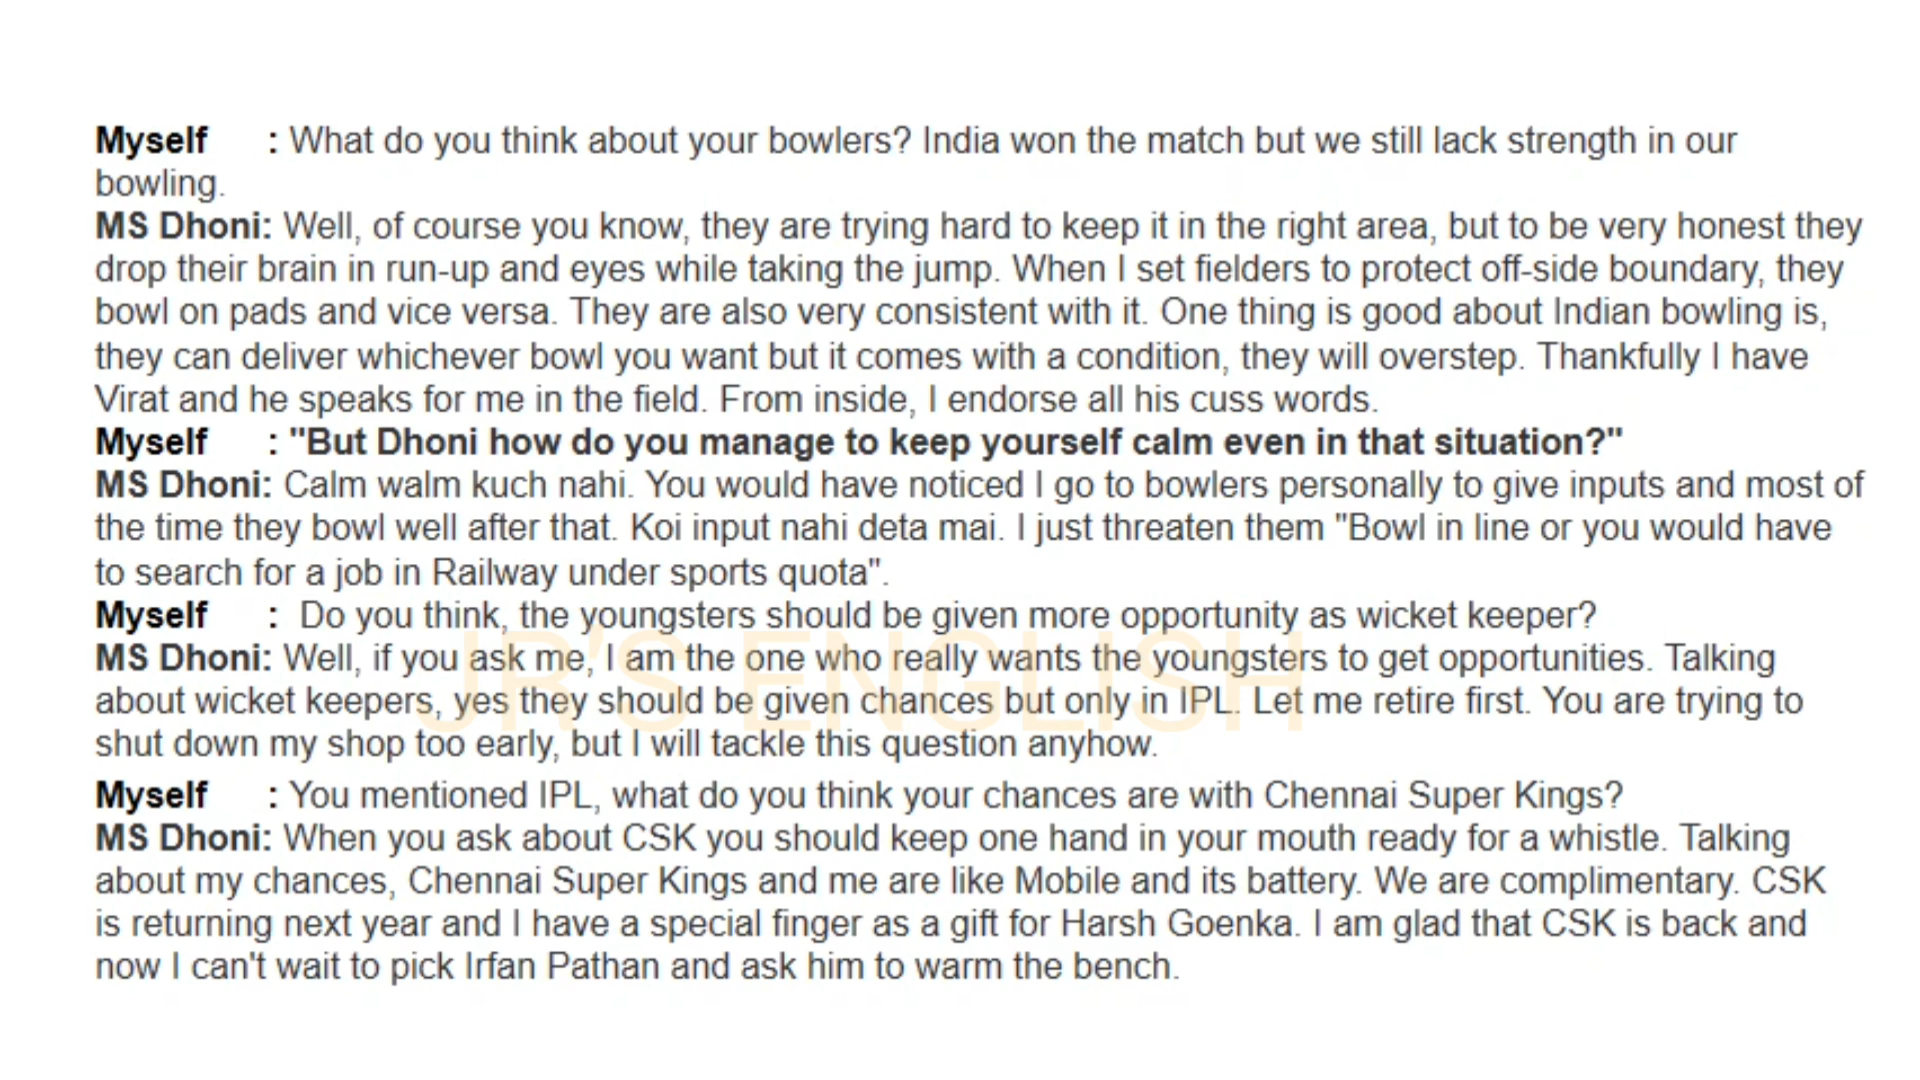 Myself : What do you think about your bowlers? India won the match but we still lack strength in our
bowling.
MS Dhoni: Well, of course you know, they are trying hard to keep it in the right area, but to be very honest they
drop their brain in run-up and eyes while taking the jump. When I set fielders to protect off-side boundary, they
bowl on pads and vice versa. They are also very consistent with it. One thing is good about Indian bowling is,
they can deliver whichever bowl you want but it comes with a condition, they will overstep. Thankfully I have
Virat and he speaks for me in the field. From inside, I endorse all his cuss words.
Myself : "But Dhoni how do you manage to keep yourself calm even in that situation?"
MS Dhoni: Calm walm kuch nahi. You would have noticed I go to bowlers personally to give inputs and most of
the time they bowl well after that. Koi input nahi deta mai. I just threaten them "Bowl in line or you would have
to search for a job in Railway under sports quota".
Myself : Do you think, the youngsters should be given more opportunity as wicket keeper?
MS Dhoni: Well, if you ask me, I am the one who really wants the youngsters to get opportunities. Talking
about wicket keepers, yes they should be given chances but only in IPL. Let me retire first. You are trying to
shut down my shop too early, but I will tackle this question anyhow.
JR'S ENGLISH
Myself : You mentioned IPL, what do you think your chances are with Chennai Super Kings?
MS Dhoni: When you ask about CSK you should keep one hand in your mouth ready for a whistle. Talking
about my chances, Chennai Super Kings and me are like Mobile and its battery. We are complimentary. CSK
is returning next year and I have a special finger as a gift for Harsh Goenka. I am glad that CSK is back and
now I can't wait to pick Irfan Pathan and ask him to warm the bench.